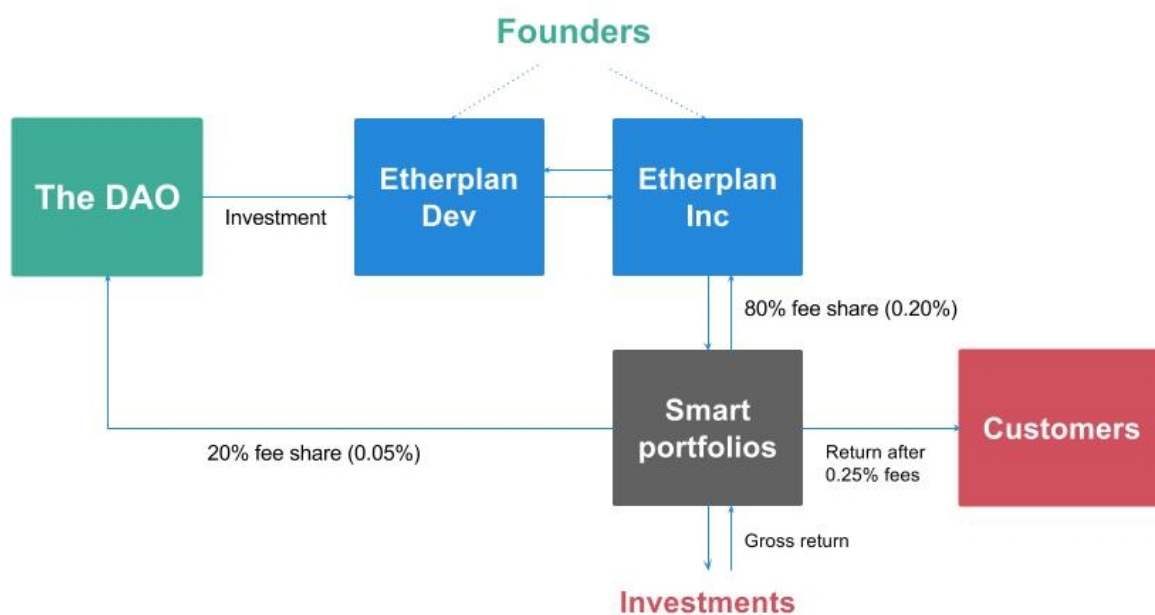 Founders
The DAO
Investment
Etherplan
Dev
Etherplan
Inc
80% fee share (0.20%)
20% fee share (0.05%)
Smart
portfolios
Return after
0.25% fees
Customers
Gross return
Investments